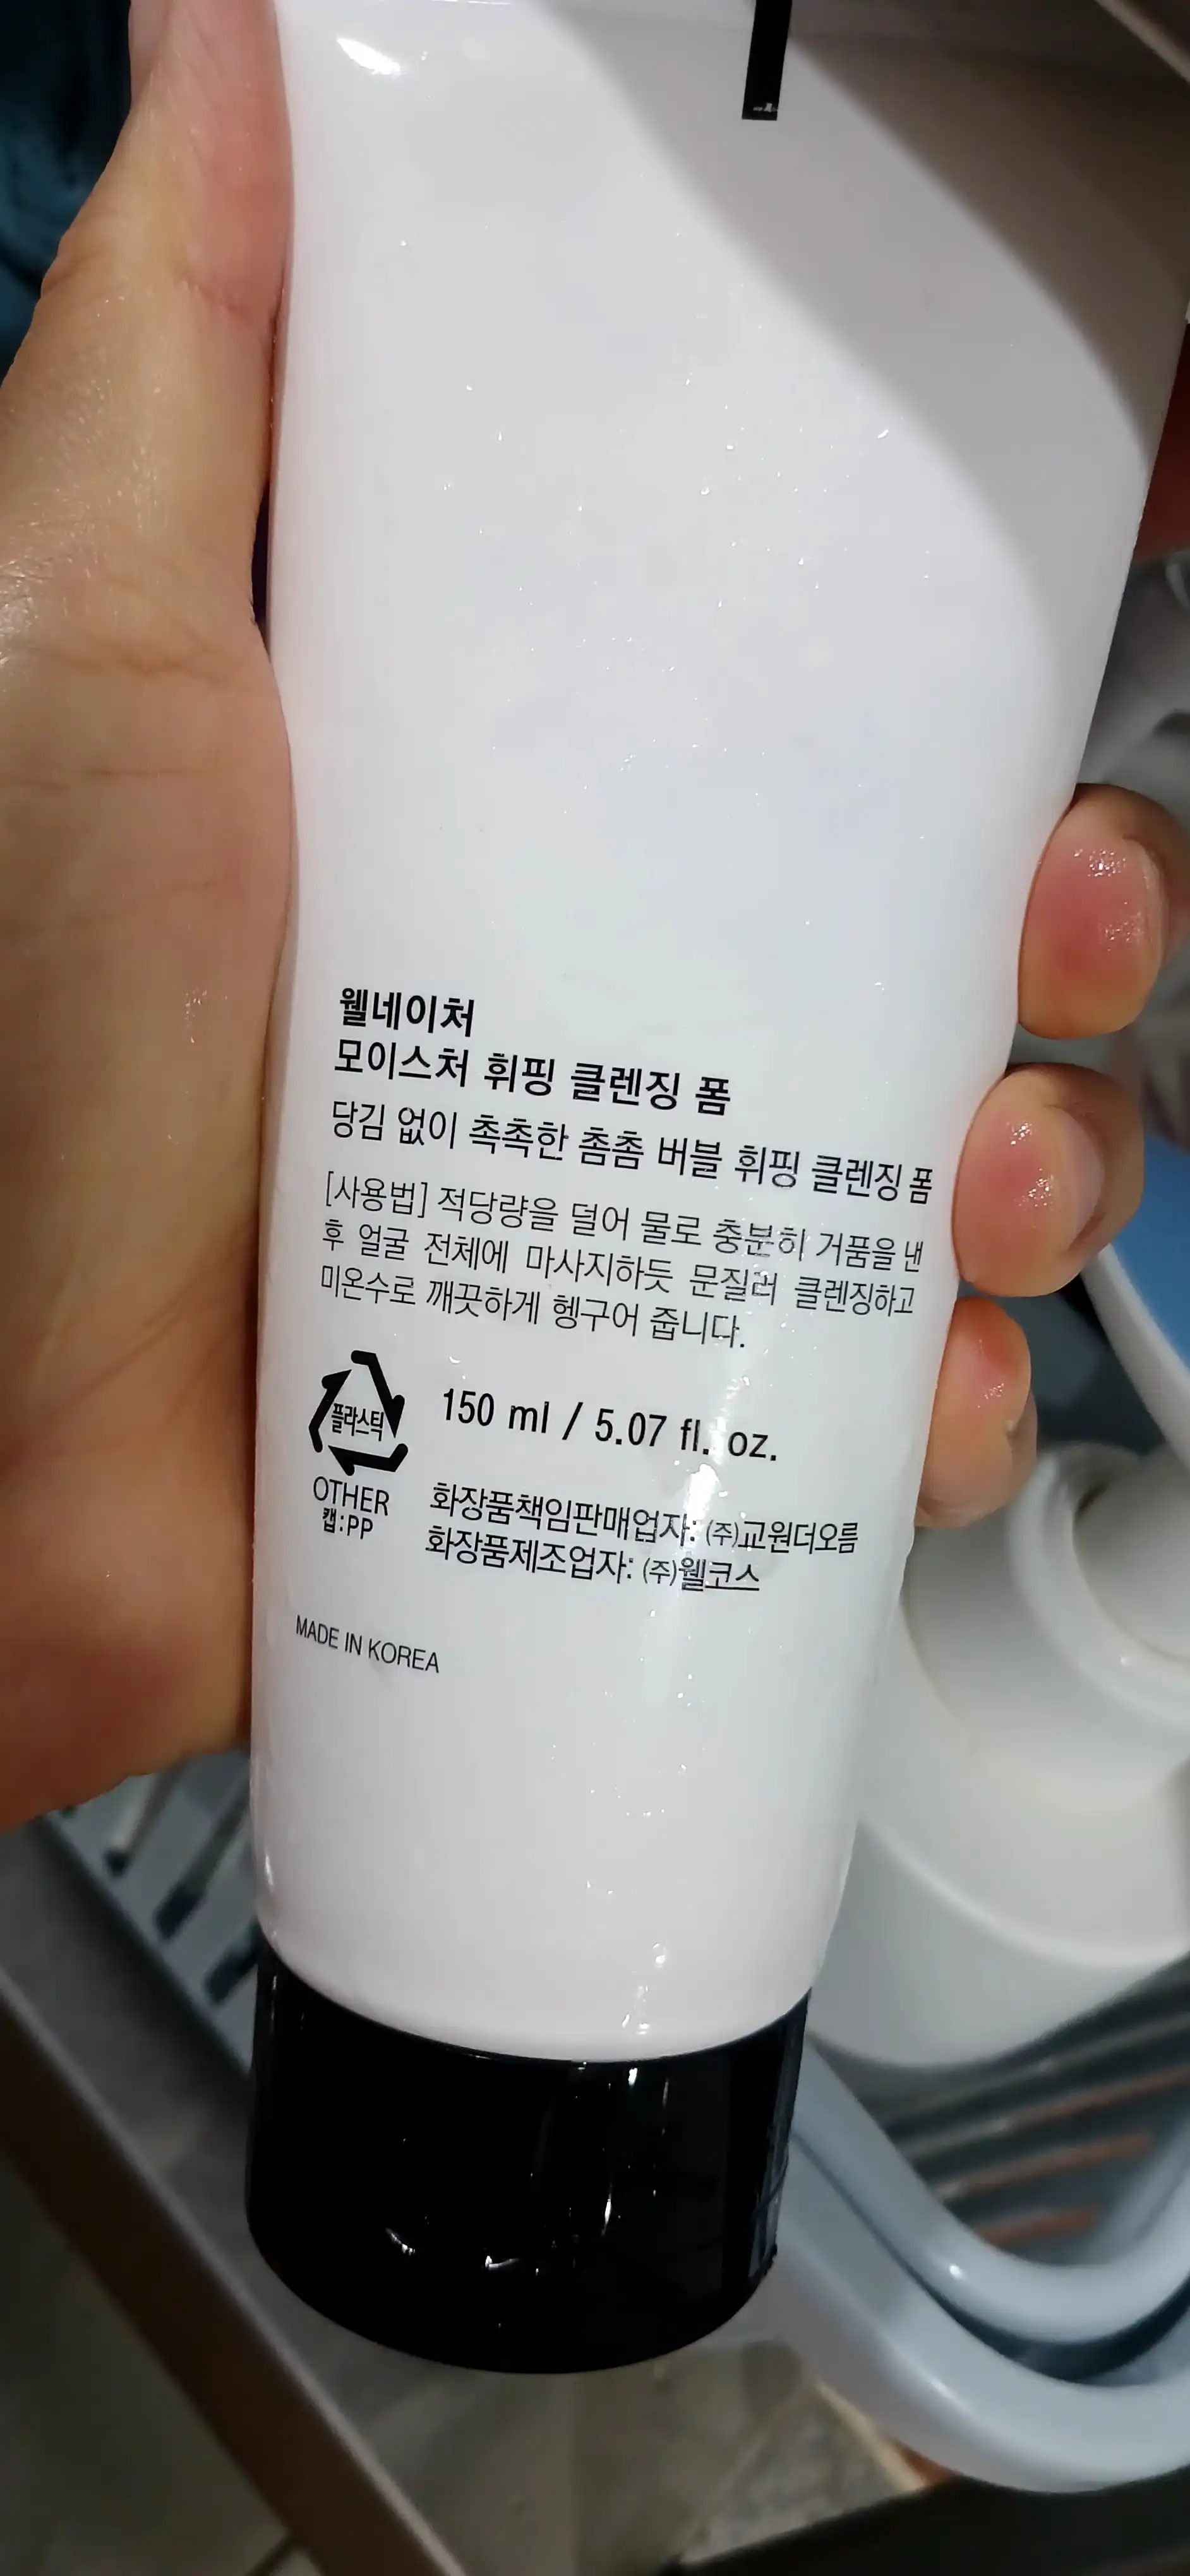 웰네이처
모이스처 휘핑 클렌징 폼
당김 없이 촉촉한 촘촘 버블 휘핑 클렌징 폼
[사용법] 적당량을 덜어 물로 충분히 거품을 낸
후 얼굴 전체에 마사지하듯 문질러 클렌징하고
미온수로 깨끗하게 헹구어 줍니다.
플라스틱
OTHER
캡:PP
150 ml / 5.07 fl. oz.
화장품책임판매업자: (주)교원더오름
화장품제조업자: (주)웰코스
MADE IN KOREA